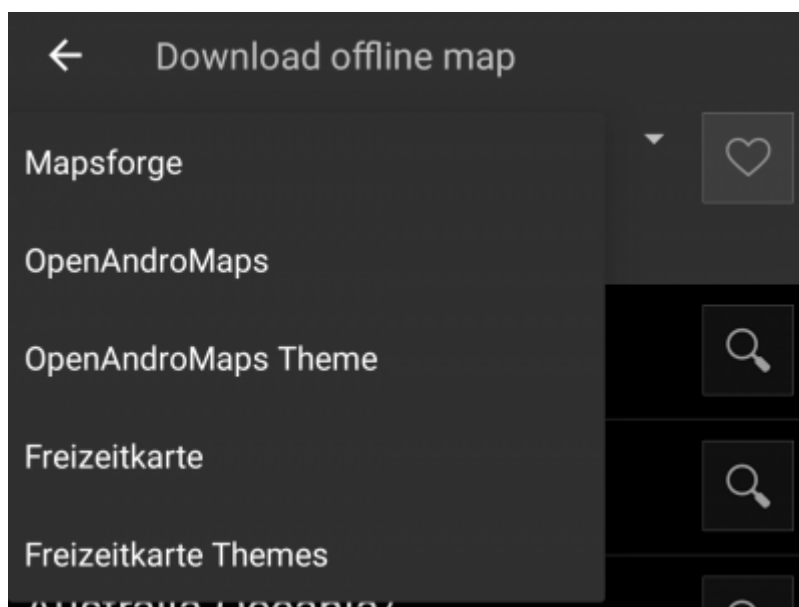 Download offline map
Mapsforge
OpenAndroMaps
OpenAndroMaps Theme
Freizeitkarte
Freizeitkarte Themes